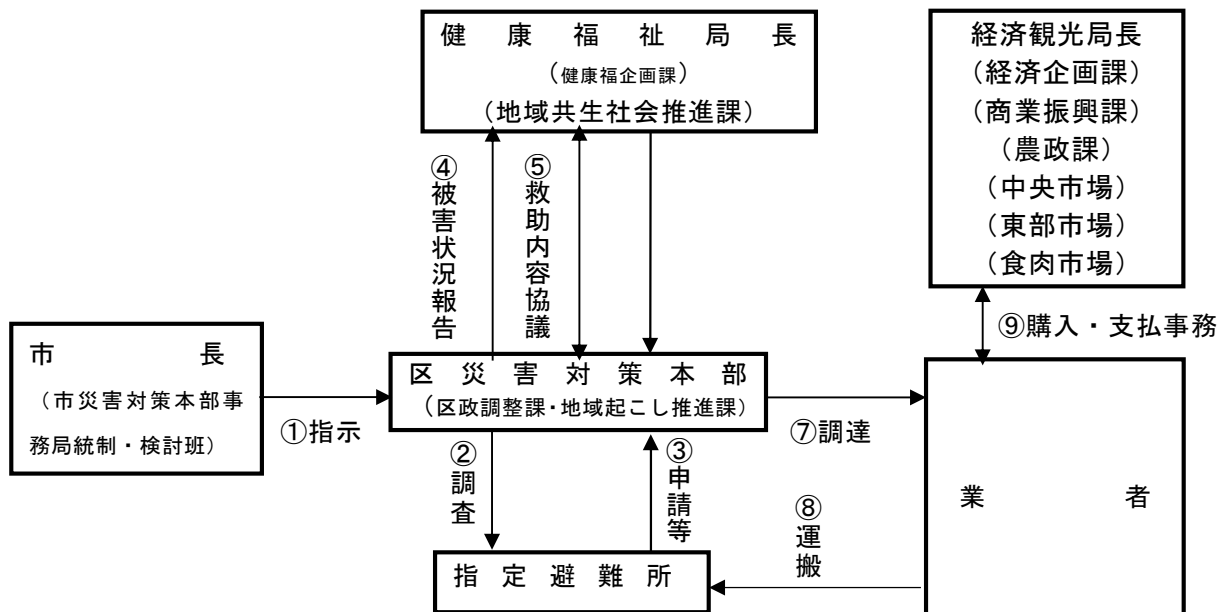 健康福祉局長
（健康福企画課）
（地域共生社会推進課）
経済観光局長
（経済企画課）
（商業振興課）
（農政課）
（中央市場）
（東部市場）
（食肉市場）
④被害状況報告
⑤救助内容協議
⑨購入・支払事務
市長
（市災害対策本部事
務局統制・検討班）
①指示
区災害対策本部
（区政調整課・地域起こし推進課）
⑦調達
②調査
③申請等
業者
⑧運搬
指定避難所